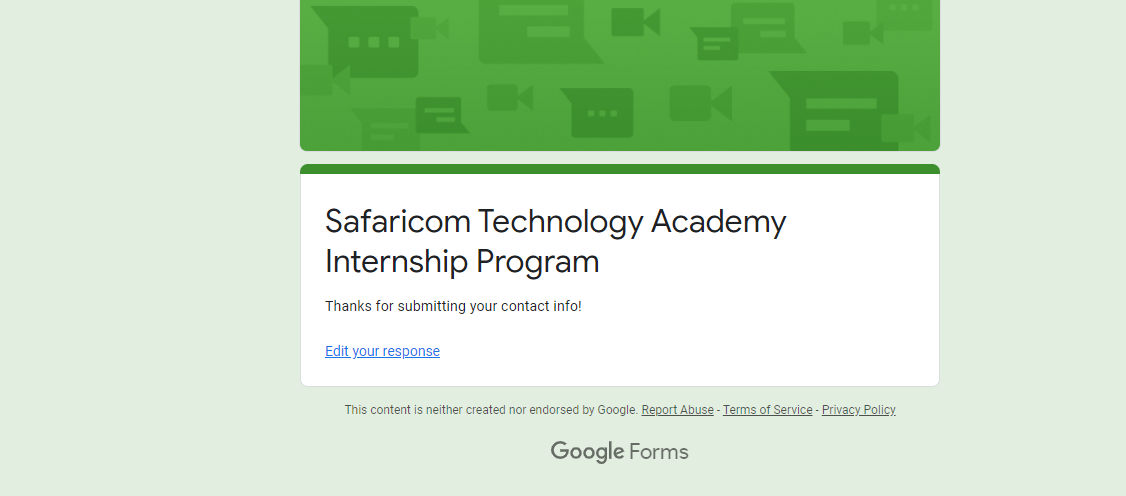 Safaricom Technology Academy
Internship Program
Thanks for submitting your contact info!
Edit your response
This content is neither created nor endorsed by Google. Report Abuse - Terms of Service - Privacy Policy
Google Forms